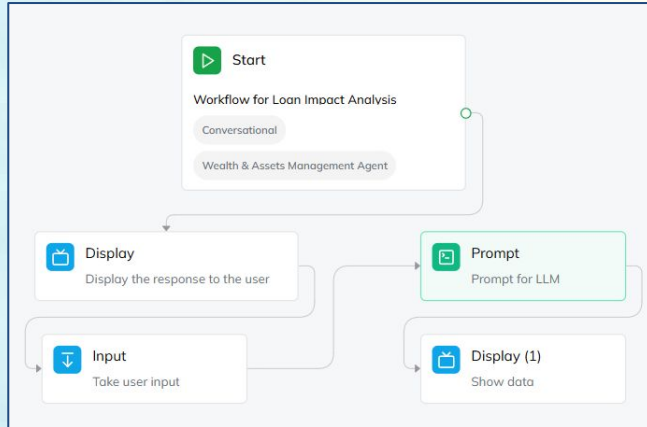 Start
Workflow for Loan Impact Analysis
Conversational
Wealth & Assets Management Agent
Display
Display the response to the user
Prompt
Prompt for LLM
Input
Take user input
Display (1)
Show data